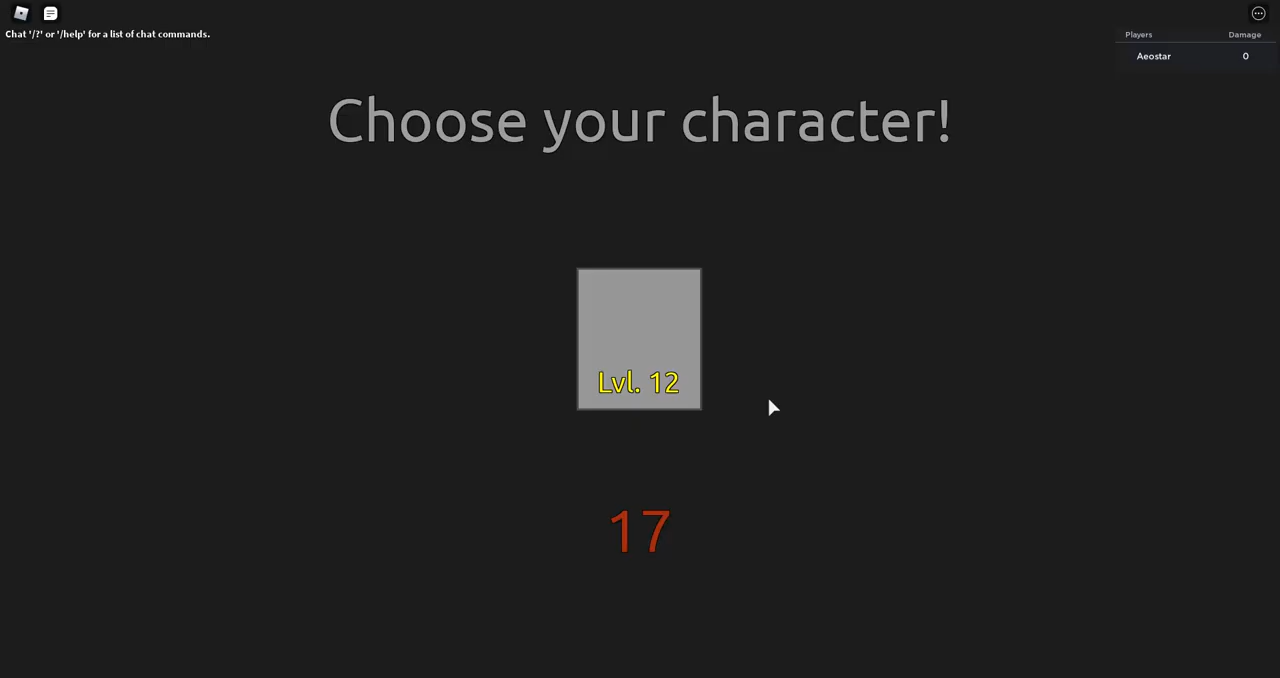 Chat '/?' or '/help' for a list of chat commands.
Players Damage
Aeostar 0
Choose your character!
Lvl. 12
17